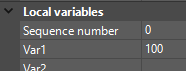 Local variables
Sequence number 0
Var1 100
Var2